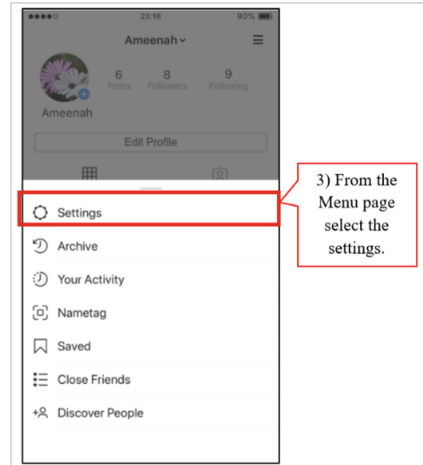 23:18 90%
Ameenah
6 8 9
Posts Followers Following
Ameenah
Edit Profile
Settings
Archive
Your Activity
Nametag
Saved
Close Friends
Discover People
3) From the
Menu page
select the
settings.